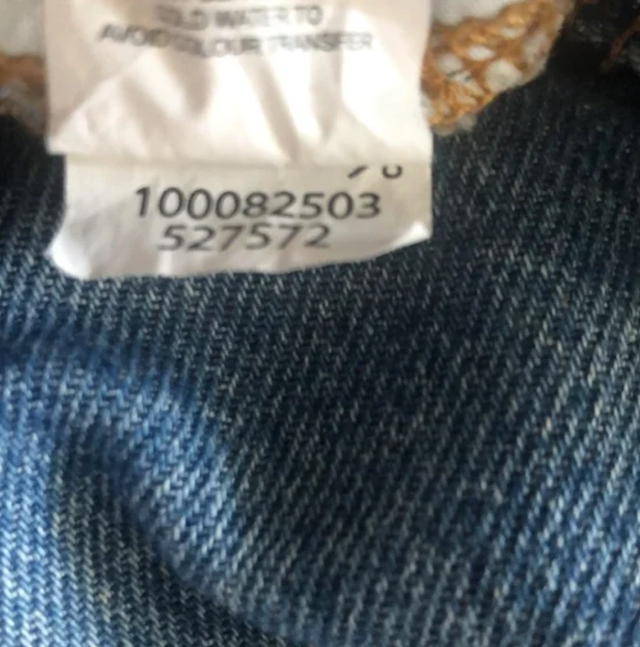 COLD WATER TO
AVOID COLOUR TRANSFER
100082503
527572